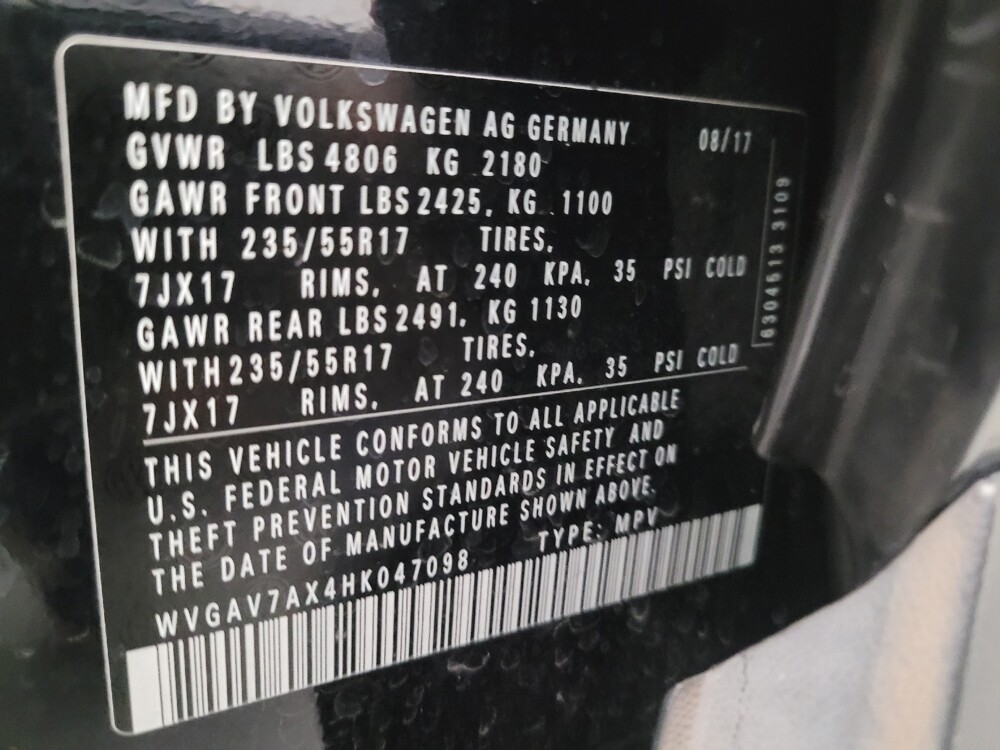 MFD BY VOLKSWAGEN AG GERMANY 08/17
GVWR LBS 4806 KG 2180
GAWR FRONT LBS 2425, KG 1100
WITH 235/55R17 TIRES,
7JX17 RIMS, AT 240 KPA, 35 PSI COLD
GAWR REAR LBS 2491, KG 1130
WITH 235/55R17 TIRES,
7JX17 RIMS, AT 240 KPA, 35 PSI COLD
6304613 3109
THIS VEHICLE CONFORMS TO ALL APPLICABLE
U.S. FEDERAL MOTOR VEHICLE SAFETY AND
THEFT PREVENTION STANDARDS IN EFFECT ON
THE DATE OF MANUFACTURE SHOWN ABOVE.
WVGAV7AX4HK047098 TYPE: MPV